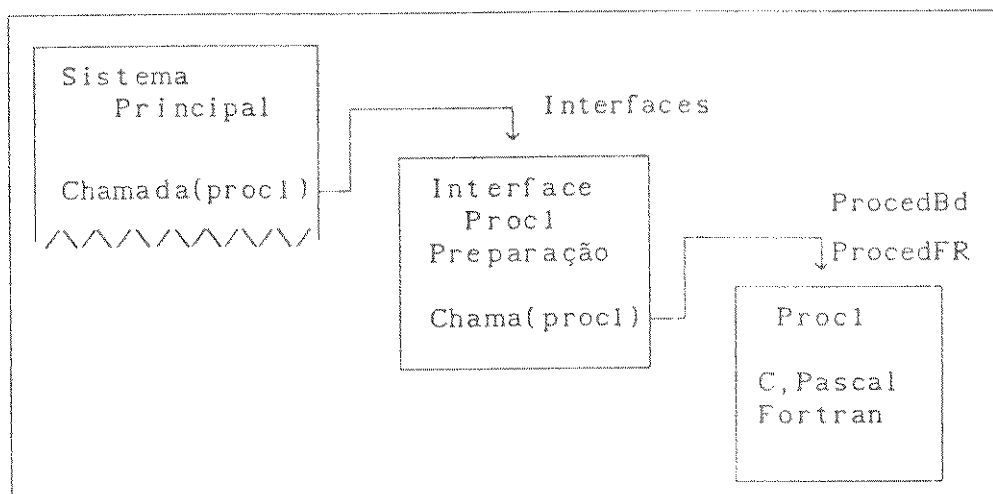 Sistema
Principal
Chamada(proc1)
Interfaces
Interface
Proc1
Preparação
Chama(proc1)
ProcedBd
ProcedFR
Proc1
C,Pascal
Fortran